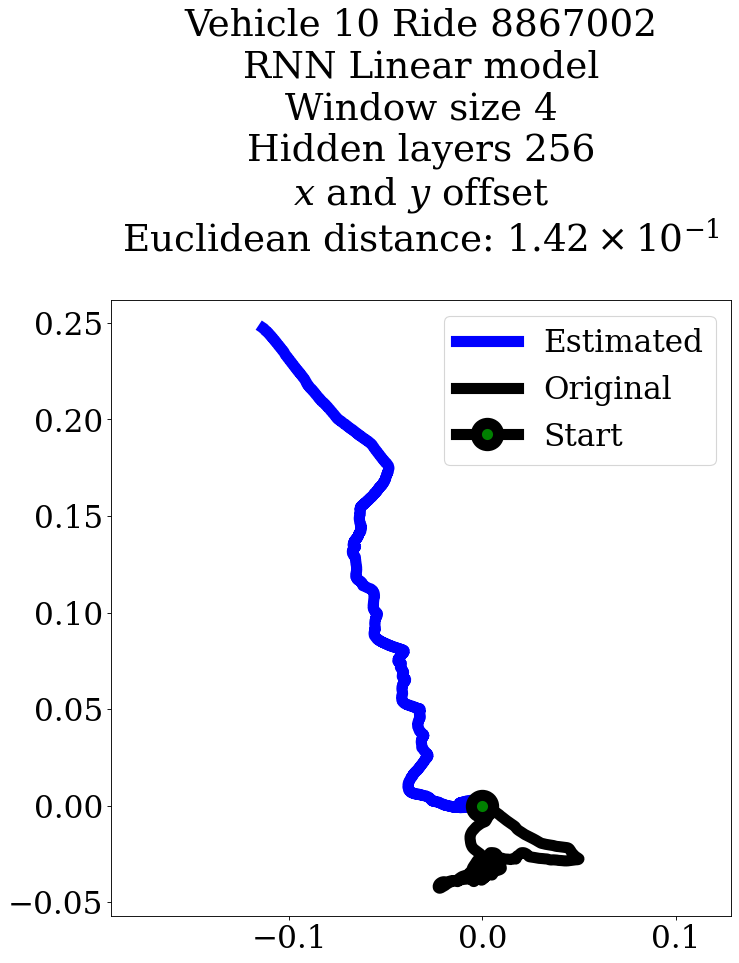 Vehicle 10 Ride 8867002
RNN Linear model
Window size 4
Hidden layers 256
x and y offset
Euclidean distance: 1.42 × 10⁻¹
Estimated
Original
Start
0.25
0.20
0.15
0.10
0.05
0.00
−0.05
−0.1
0.0
0.1